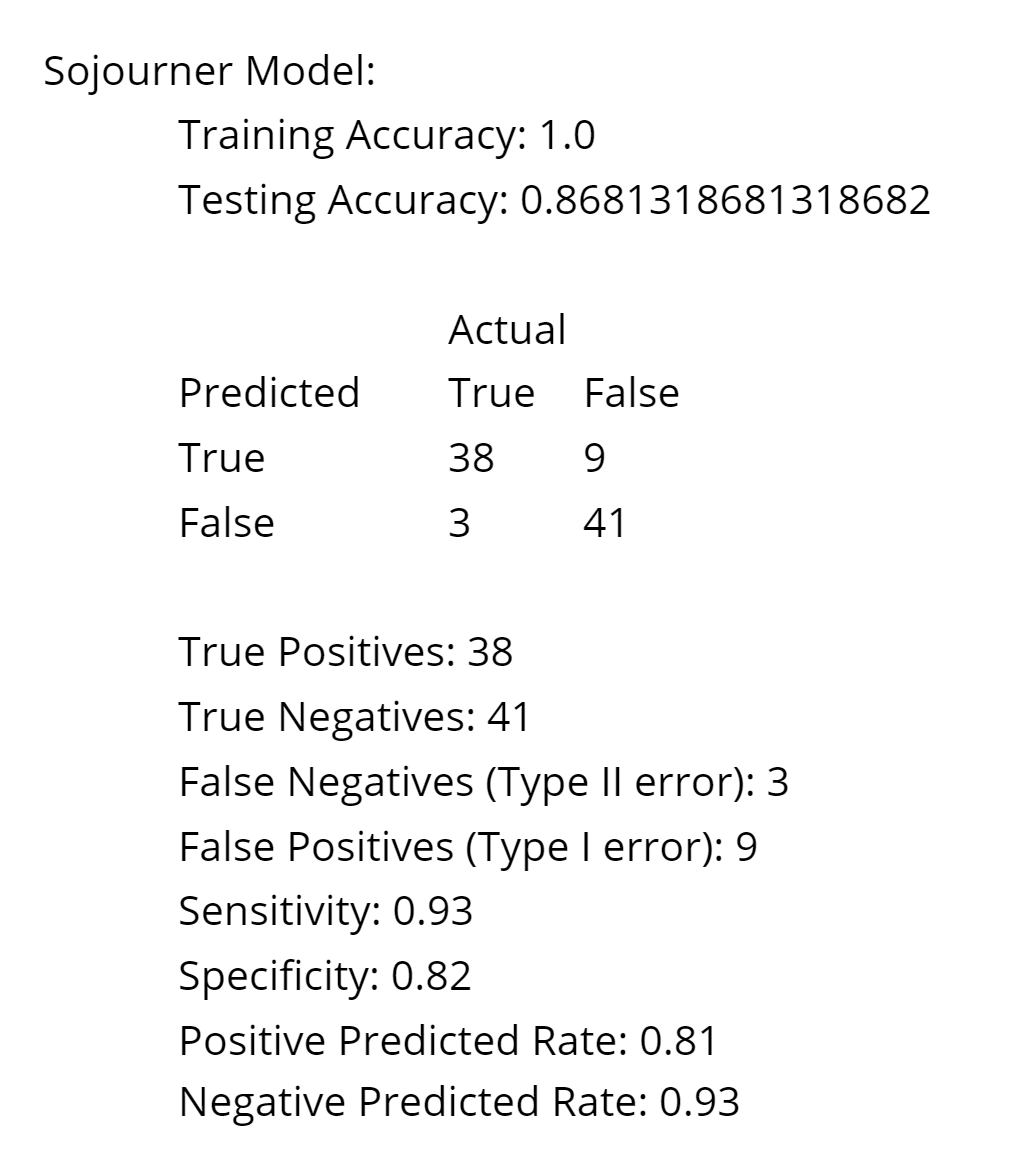 Sojourner Model:
Training Accuracy: 1.0
Testing Accuracy: 0.8681318681318682
Actual
Predicted True False
True 38 9
False 3 41
True Positives: 38
True Negatives: 41
False Negatives (Type II error): 3
False Positives (Type I error): 9
Sensitivity: 0.93
Specificity: 0.82
Positive Predicted Rate: 0.81
Negative Predicted Rate: 0.93